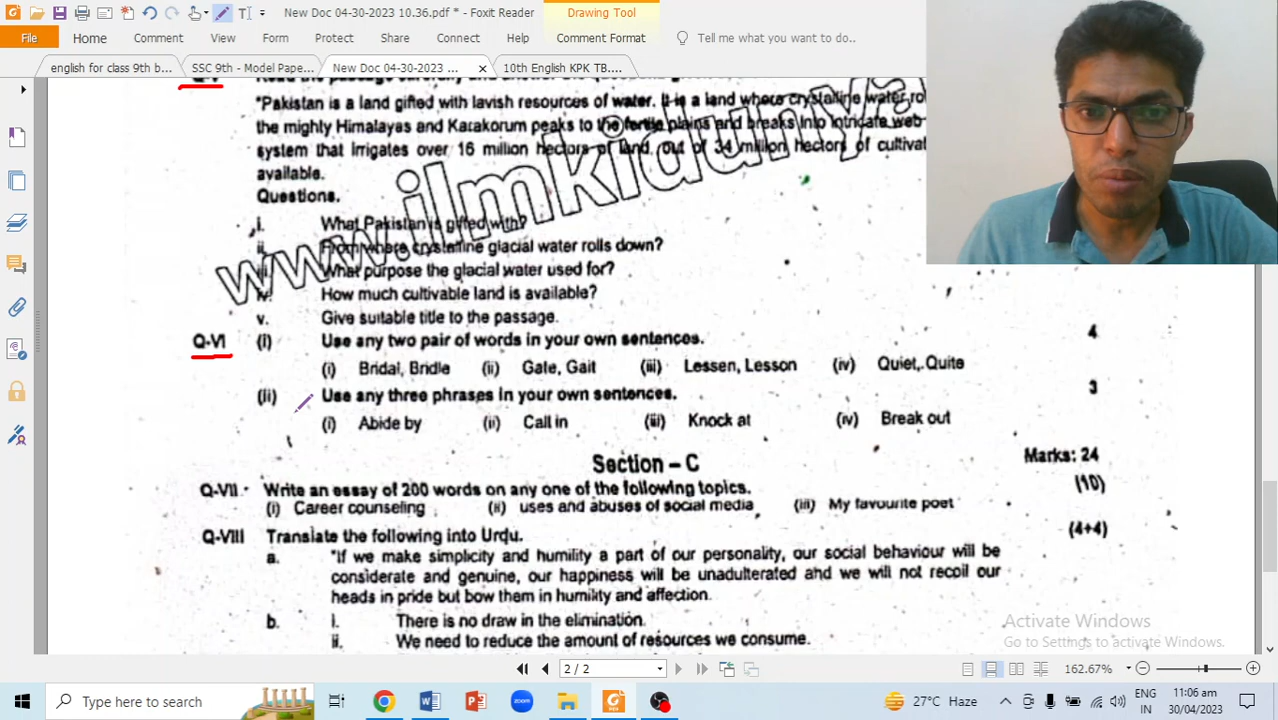 New Doc 04-30-2023 10.36.pdf * - Foxit Reader
Drawing Tool
File Home Comment View Form Protect Share Connect Help Comment Format Tell me what you want to do..
english for class 9th b... SSC 9th - Model Pape... New Doc 04-30-2023 ... 10th English KPK TB....
"Pakistan is a land gifted with lavish resources of water. It is a land where crystalline water ro
the mighty Himalayas and Karakorum peaks to the fertile plains and breaks into intricate web
system that irrigates over 16 million hectors of land, out of 34 million hectors of cultivat
available.
Questions.
i. What Pakistan is gifted with?
ii. From where crystalline glacial water rolls down?
iii. What purpose the glacial water used for?
iv. How much cultivable land is available?
v. Give suitable title to the passage.
Q-VI (i) Use any two pair of words in your own sentences. 4
(i) Bridal, Bridle (ii) Gate, Gait (iii) Lessen, Lesson (iv) Quiet, Quite
(ii) Use any three phrases in your own sentences. 3
(i) Abide by (ii) Call in (iii) Knock at (iv) Break out
Section – C Marks: 24
Q-VII Write an essay of 200 words on any one of the following topics. (10)
(i) Career counseling (ii) uses and abuses of social media (iii) My favourite poet
Q-VIII Translate the following into Urdu. (4+4)
a. "If we make simplicity and humility a part of our personality, our social behaviour will be
considerate and genuine, our happiness will be unadulterated and we will not recoil our
heads in pride but bow them in humility and affection.
b. i. There is no draw in the elimination.
ii. We need to reduce the amount of resources we consume.
Activate Windows
Go to Settings to activate Windows.
2 / 2 162.67%
Type here to search 27°C Haze ENG 11:06 am
IN 30/04/2023